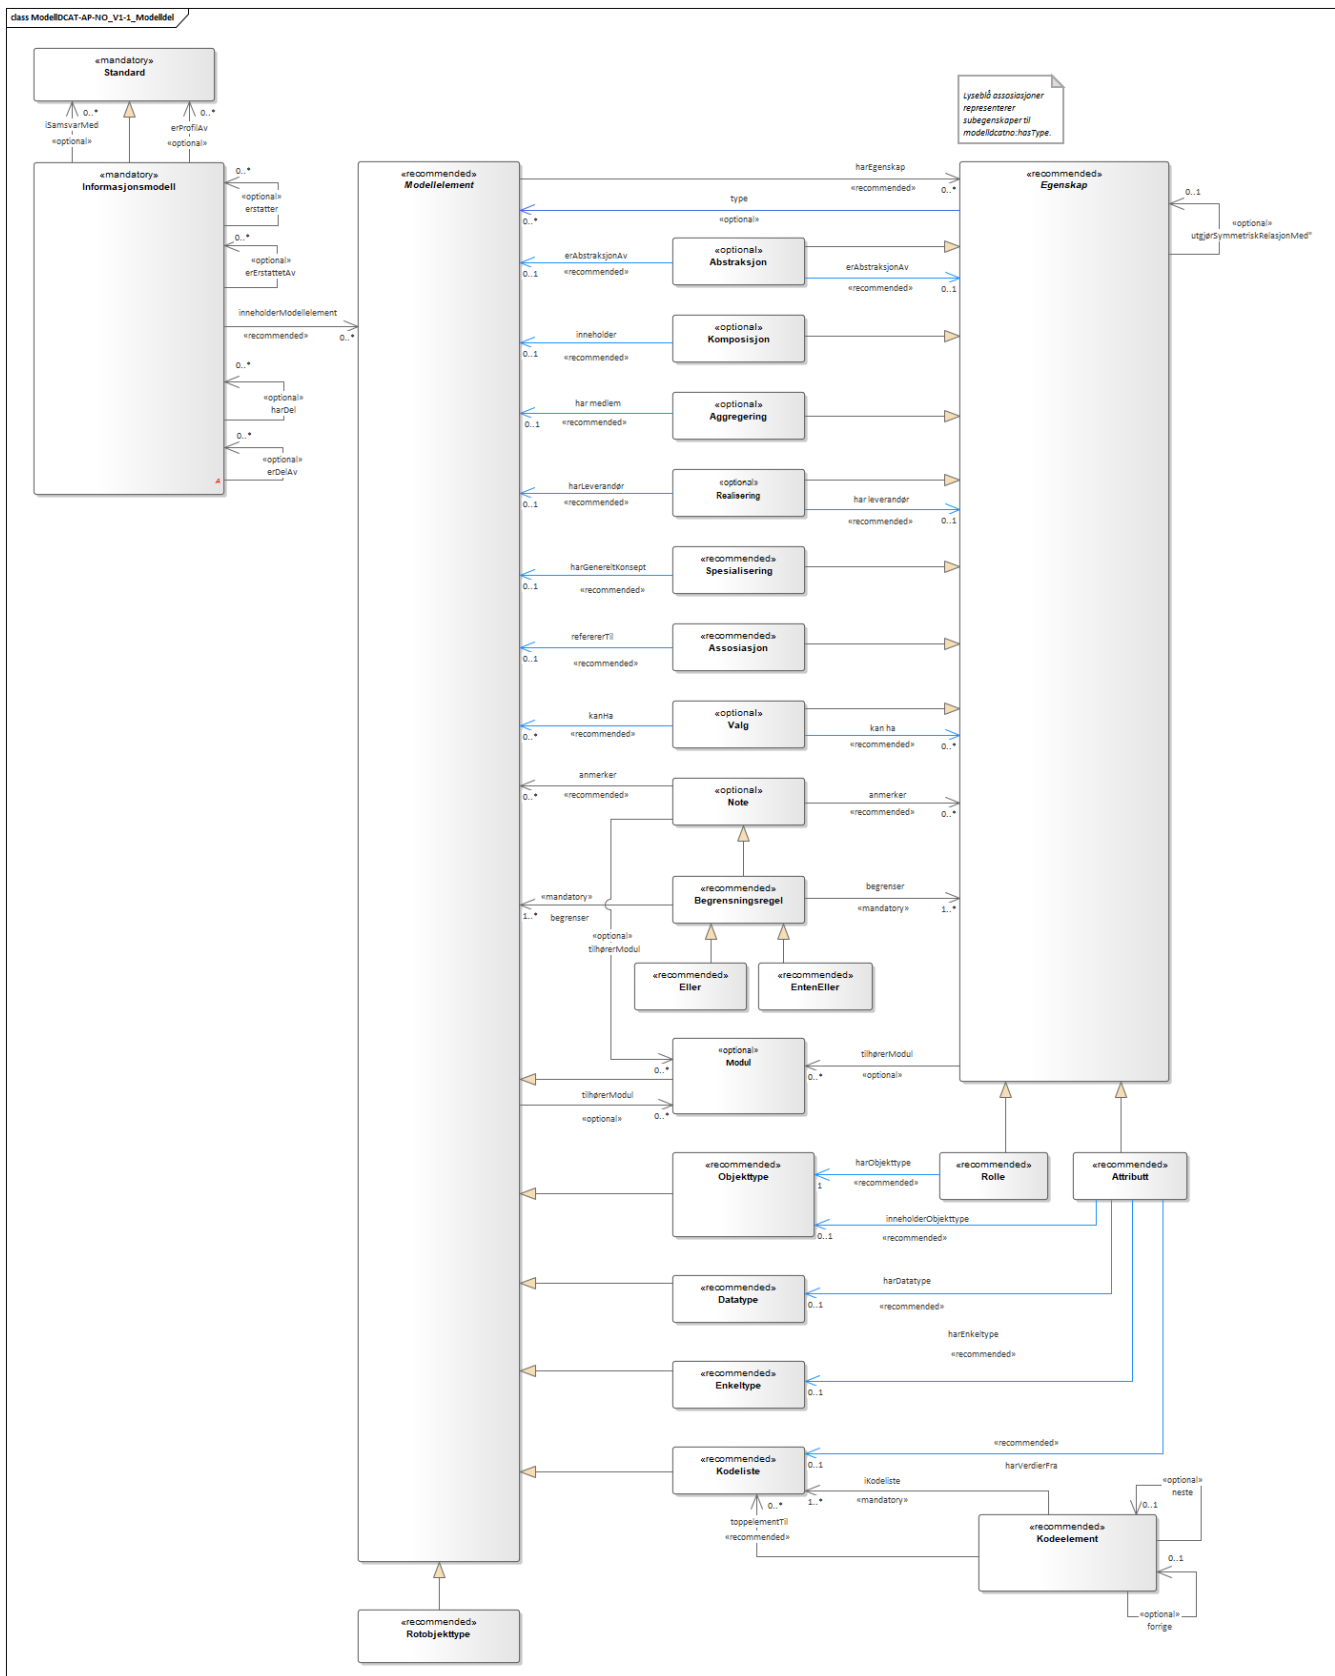 class ModellDCAT-AP-NO_V1-1_Modelldel
«mandatory»
Standard
0..*
0..*
iSamsvarMed
«optional»
erProfilAv
«optional»
Lyseblå assosiasjoner
representerer
subegenskaper til
modelldcatno:hasType.
«mandatory»
Informasjonsmodell
0..*
«optional»
erstatter
0..*
«optional»
erErstattetAv
inneholderModellelement
«recommended»
0..*
0..*
«optional»
harDel
0..*
«optional»
erDelAv
A
«recommended»
Modellelement
«recommended»
Egenskap
harEgenskap
«recommended»
0..*
type
0..*
«optional»
0..1
«optional»
utgjørSymmetriskRelasjonMed"
«optional»
Abstraksjon
erAbstraksjonAv
0..1
«recommended»
erAbstraksjonAv
«recommended»
0..1
«optional»
Komposisjon
inneholder
0..1
«recommended»
«optional»
Aggregering
har medlem
0..1
«recommended»
«optional»
Realisering
harLeverandør
0..1
«recommended»
har leverandør
«recommended»
0..1
«recommended»
Spesialisering
harGenereltKonsept
0..1
«recommended»
«recommended»
Assosiasjon
refererTil
0..1
«recommended»
«optional»
Valg
kanHa
0..*
«recommended»
kan ha
«recommended»
0..*
«optional»
Note
anmerker
0..*
«recommended»
anmerker
«recommended»
0..*
«recommended»
Begrensningsregel
«mandatory»
1..*
begrenser
begrenser
«mandatory»
1..*
«optional»
tilhørerModul
«recommended»
Eller
«recommended»
EntenEller
«optional»
Modul
0..*
tilhørerModul
0..*
«optional»
tilhørerModul
«optional»
0..*
«recommended»
Objekttype
harObjekttype
1
«recommended»
«recommended»
Rolle
«recommended»
Attributt
inneholderObjekttype
0..1
«recommended»
«recommended»
Datatype
harDatatype
0..1
«recommended»
harEnkeltype
«recommended»
«recommended»
Enkeltype
0..1
«recommended»
Kodeliste
«recommended»
0..1
harVerdierFra
iKodeliste
1..*
«mandatory»
0..*
toppelementTil
«recommended»
«optional»
neste
0..1
«recommended»
Kodeelement
0..1
«optional»
forrige
«recommended»
Rotobjekttype